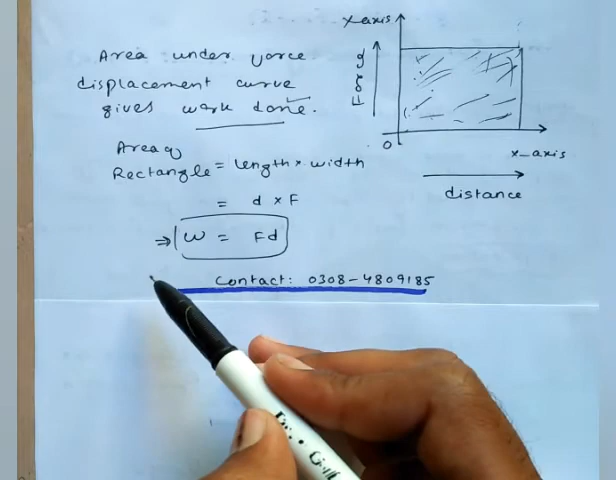 Area under Force
displacement curve
gives work done.
Area of
Rectangle = length x width
= d x F
⇒ W = Fd
Contact: 0308-4809185
x-axis
0
x-axis
distance